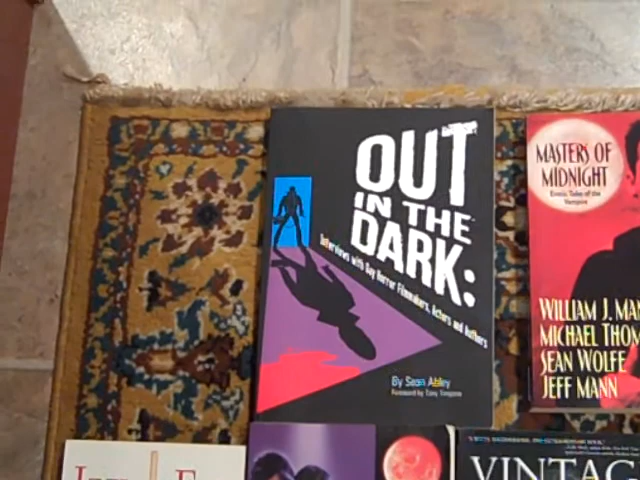 OUT
IN THE
DARK:
Interviews with Gay Horror Filmmakers, Actors and Authors
By Sean Abley
Foreword by Tony Timpone
MASTERS OF
MIDNIGHT
Erotic Tales of the
Vampire
WILLIAM J. MAN
MICHAEL THOM
SEAN WOLFE
JEFF MANN
VINTAG